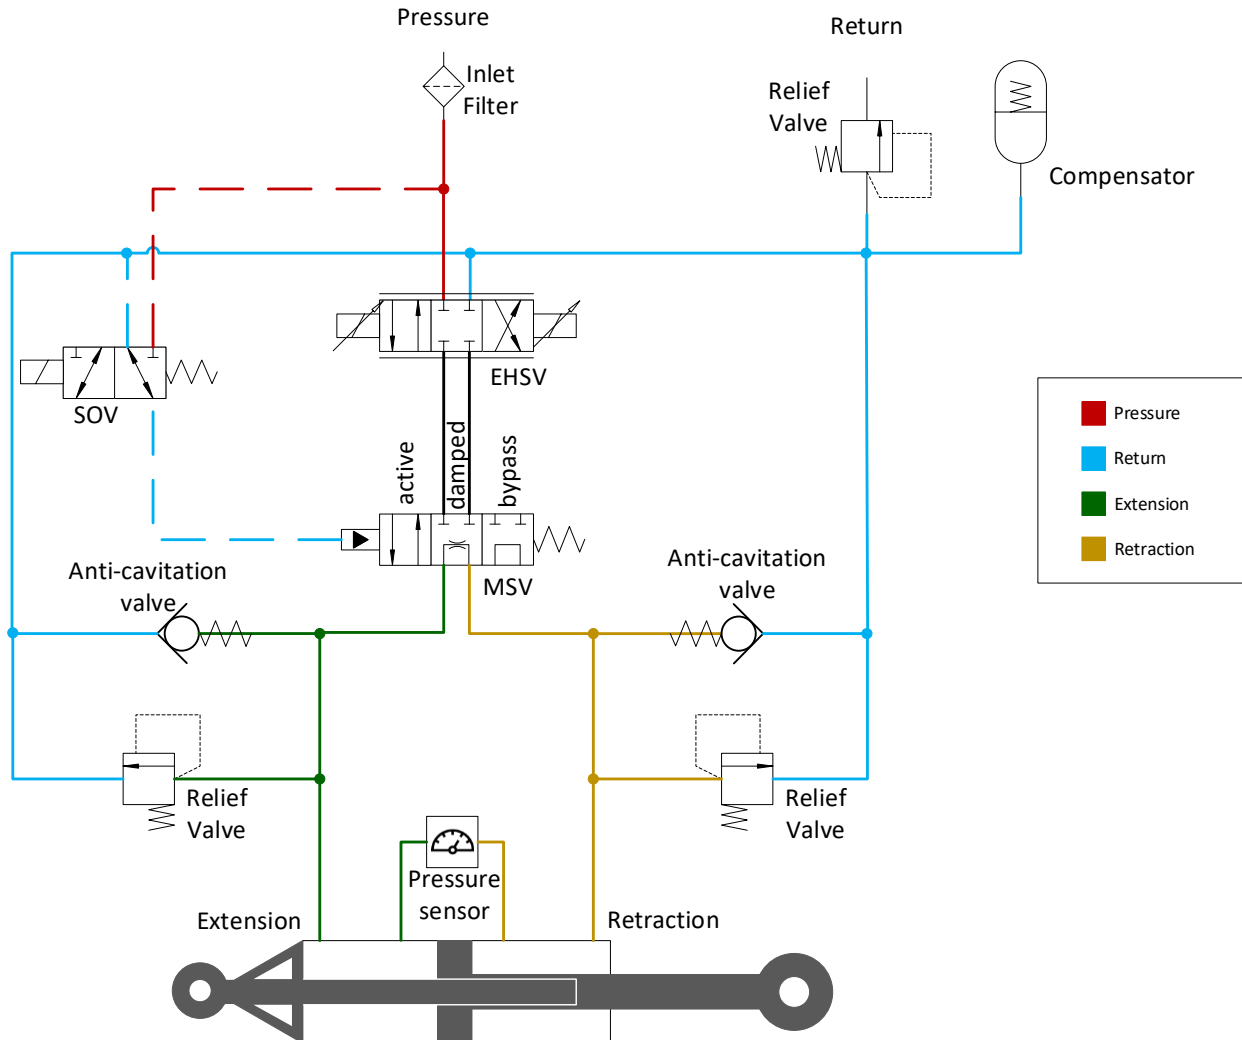 Pressure
Return
Inlet
Filter
Relief
Valve
Compensator
EHSV
SOV
active
damped
bypass
Pressure
Return
Extension
Retraction
Anti-cavitation
valve
MSV
Anti-cavitation
valve
Relief
Valve
Relief
Valve
Pressure
sensor
Extension
Retraction